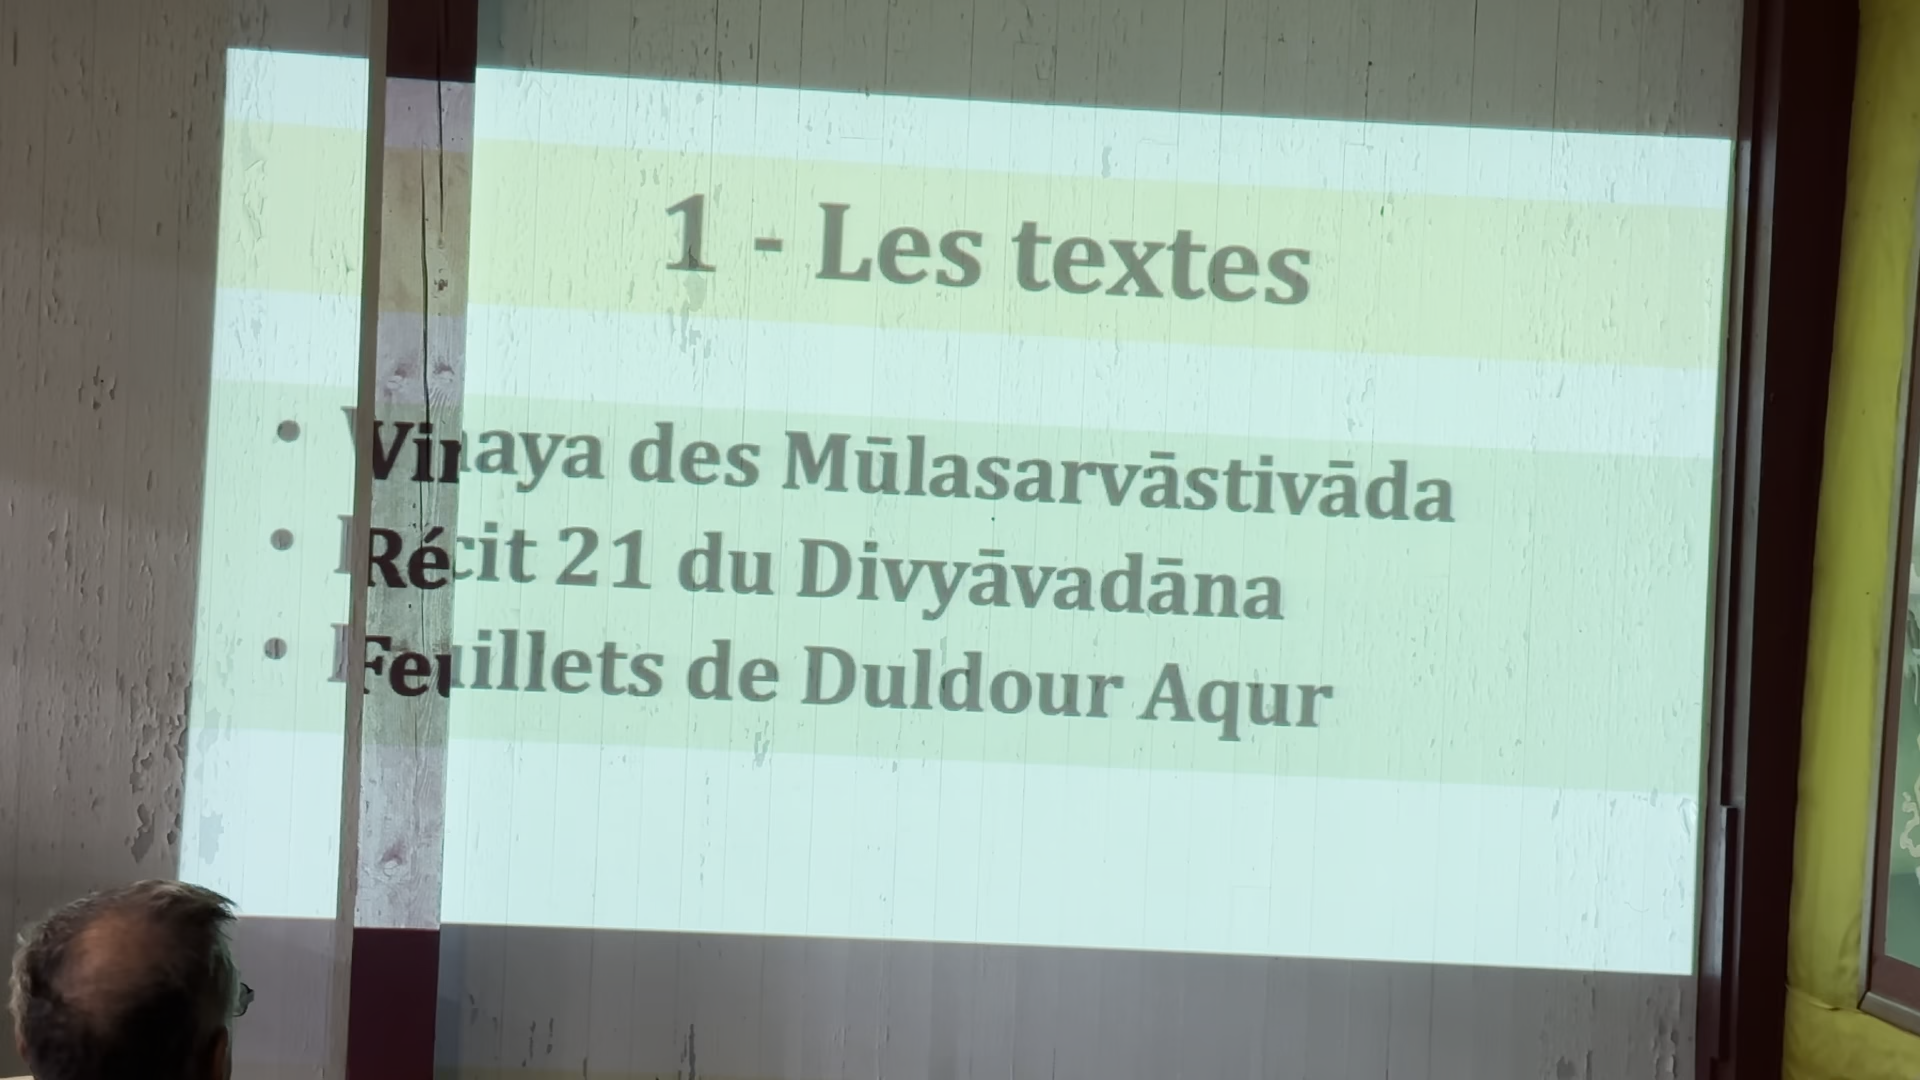 1 - Les textes
• Vinaya des Mūlasarvāstivāda
• Récit 21 du Divyāvadāna
• Feuillets de Duldour Aqur